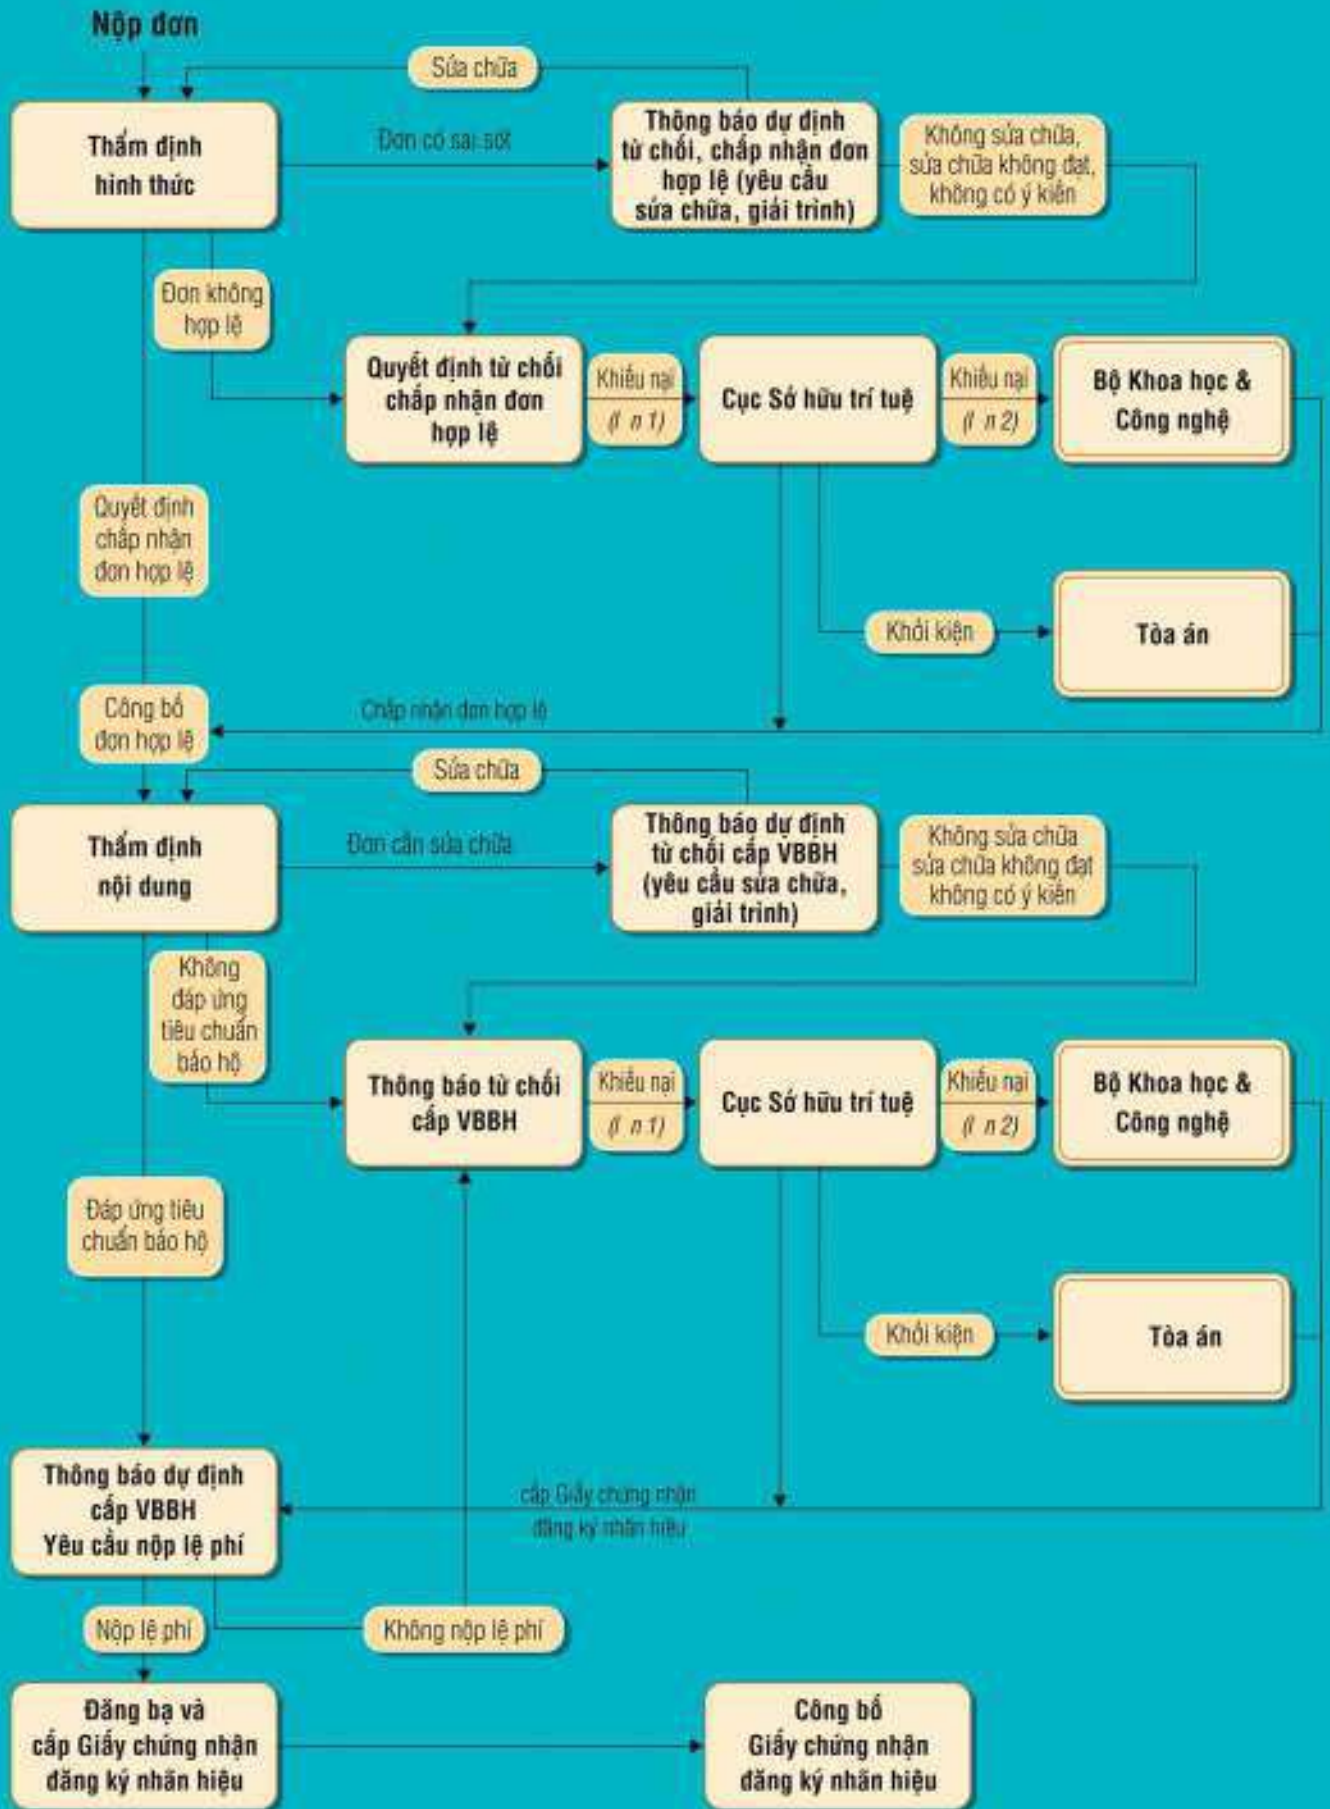 Nộp đơn
Sửa chữa
Thẩm định
hình thức
Đơn có sai sót
Thông báo dự định
từ chối, chấp nhận đơn
hợp lệ (yêu cầu
sửa chữa, giải trình)
Không sửa chữa,
sửa chữa không đạt,
không có ý kiến
Đơn không
hợp lệ
Quyết định từ chối
chấp nhận đơn
hợp lệ
Khiếu nại
(l n 1)
Cục Sở hữu trí tuệ
Khiếu nại
(l n 2)
Bộ Khoa học &
Công nghệ
Quyết định
chấp nhận
đơn hợp lệ
Khởi kiện
Tòa án
Công bố
đơn hợp lệ
Chấp nhận đơn hợp lệ
Sửa chữa
Thẩm định
nội dung
Đơn cần sửa chữa
Thông báo dự định
từ chối cấp VBBH
(yêu cầu sửa chữa,
giải trình)
Không sửa chữa
sửa chữa không đạt
không có ý kiến
Không
đáp ứng
tiêu chuẩn
bảo hộ
Thông báo từ chối
cấp VBBH
Khiếu nại
(l n 1)
Cục Sở hữu trí tuệ
Khiếu nại
(l n 2)
Bộ Khoa học &
Công nghệ
Đáp ứng tiêu
chuẩn bảo hộ
Khởi kiện
Tòa án
Thông báo dự định
cấp VBBH
Yêu cầu nộp lệ phí
cấp Giấy chứng nhận
đăng ký nhãn hiệu
Nộp lệ phí
Không nộp lệ phí
Đăng bạ và
cấp Giấy chứng nhận
đăng ký nhãn hiệu
Công bố
Giấy chứng nhận
đăng ký nhãn hiệu